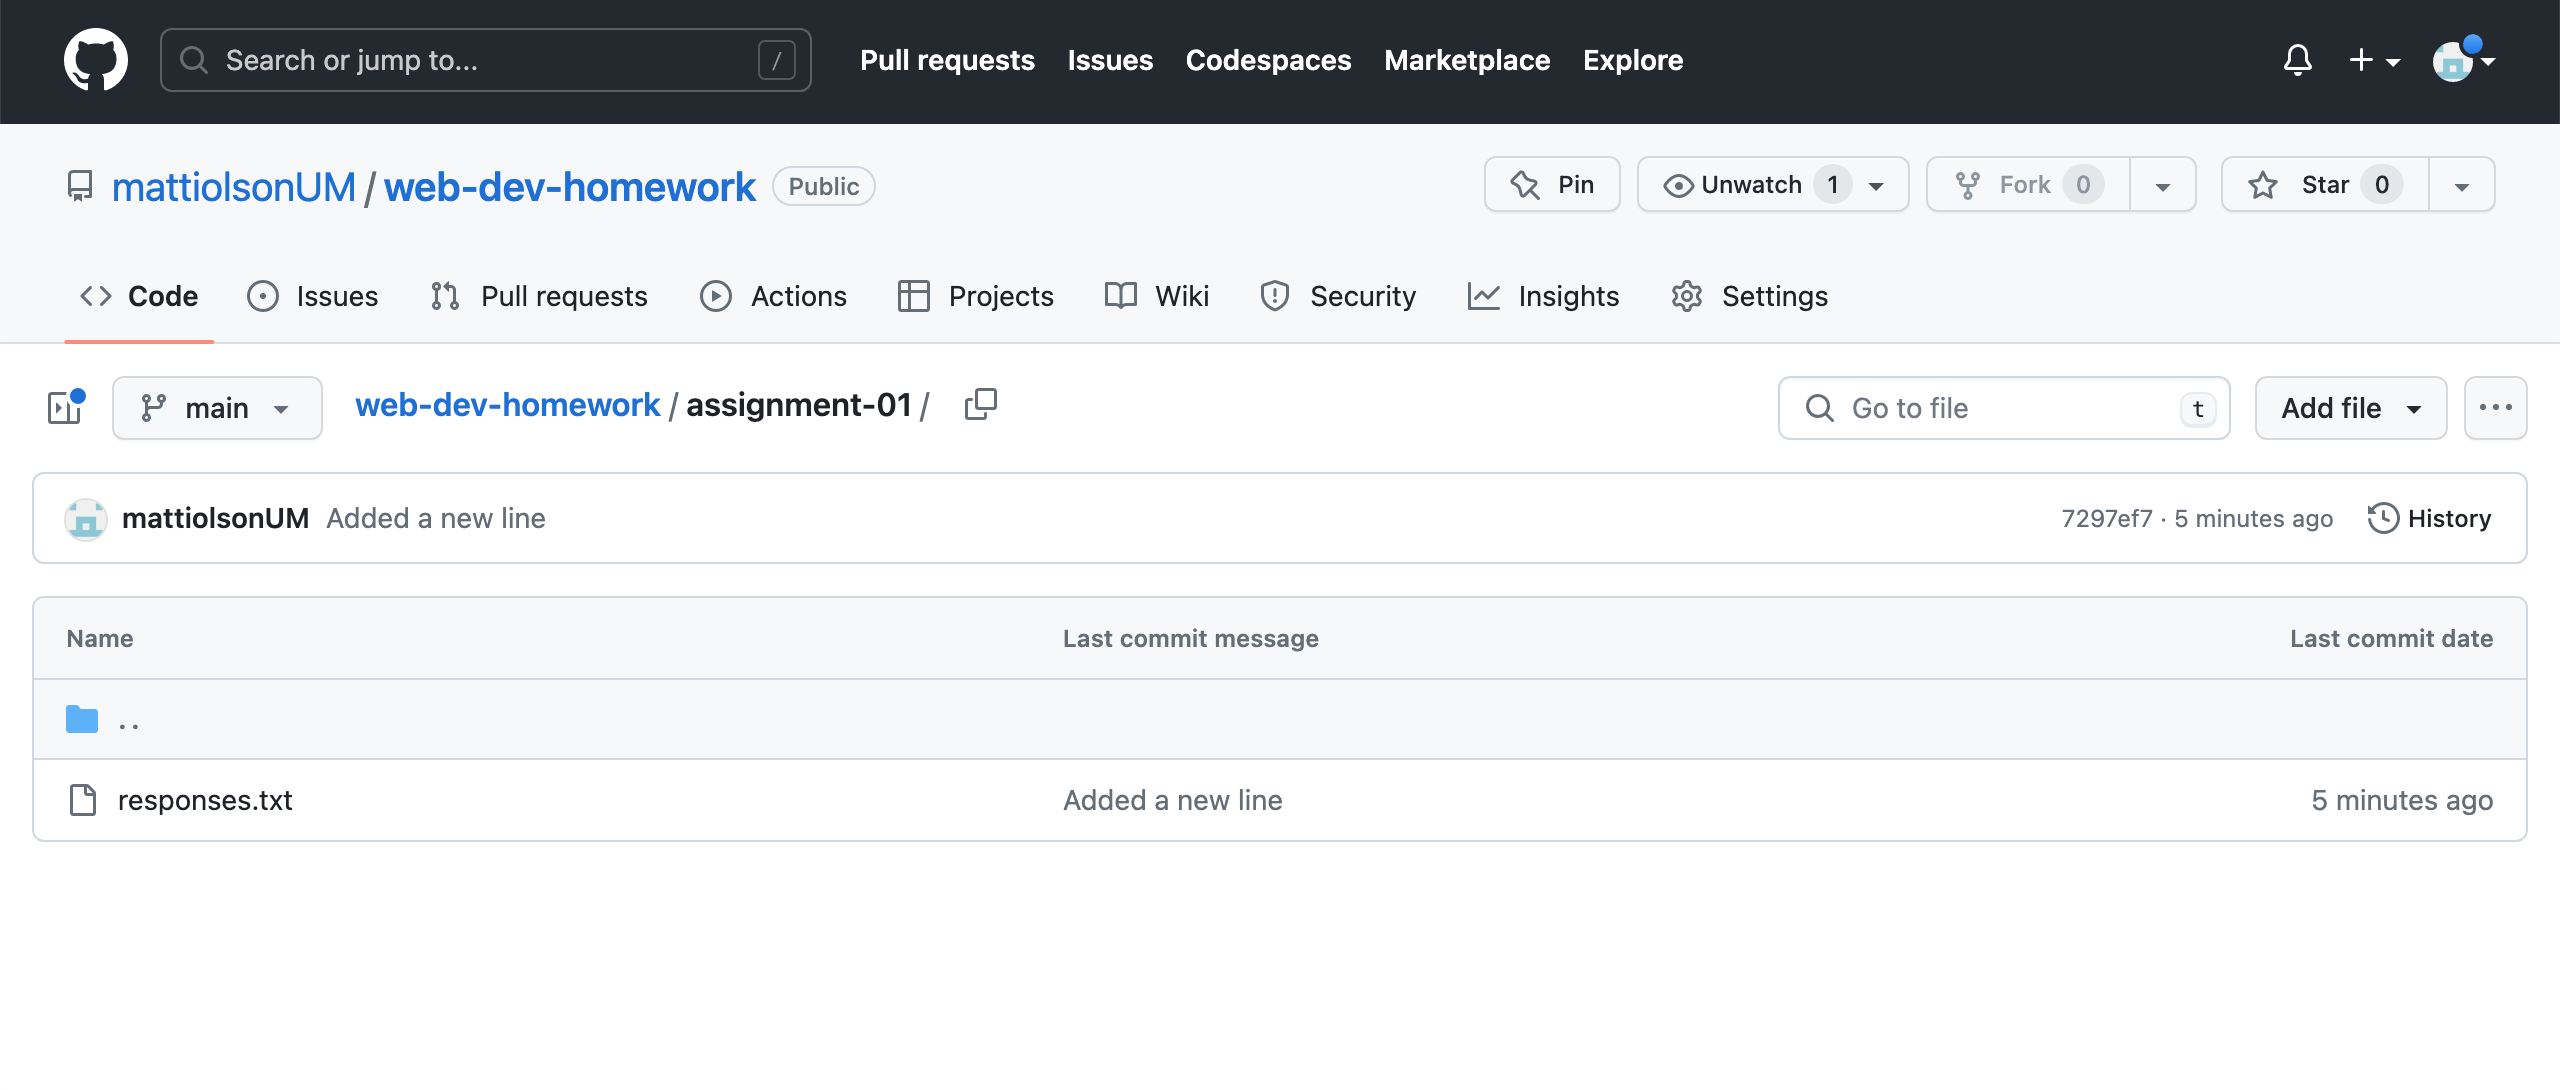 Search or jump to... / Pull requests Issues Codespaces Marketplace Explore
mattiolsonUM / web-dev-homework Public Pin Unwatch 1 Fork 0 Star 0
Code Issues Pull requests Actions Projects Wiki Security Insights Settings
main web-dev-homework / assignment-01 / Go to file t Add file ...
mattiolsonUM Added a new line 7297ef7 · 5 minutes ago History
Name Last commit message Last commit date
..
responses.txt Added a new line 5 minutes ago